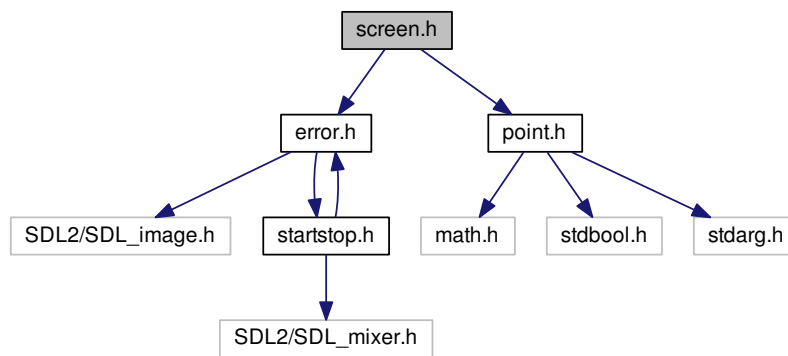 screen.h
error.h
point.h
SDL2/SDL_image.h
startstop.h
math.h
stdbool.h
stdarg.h
SDL2/SDL_mixer.h